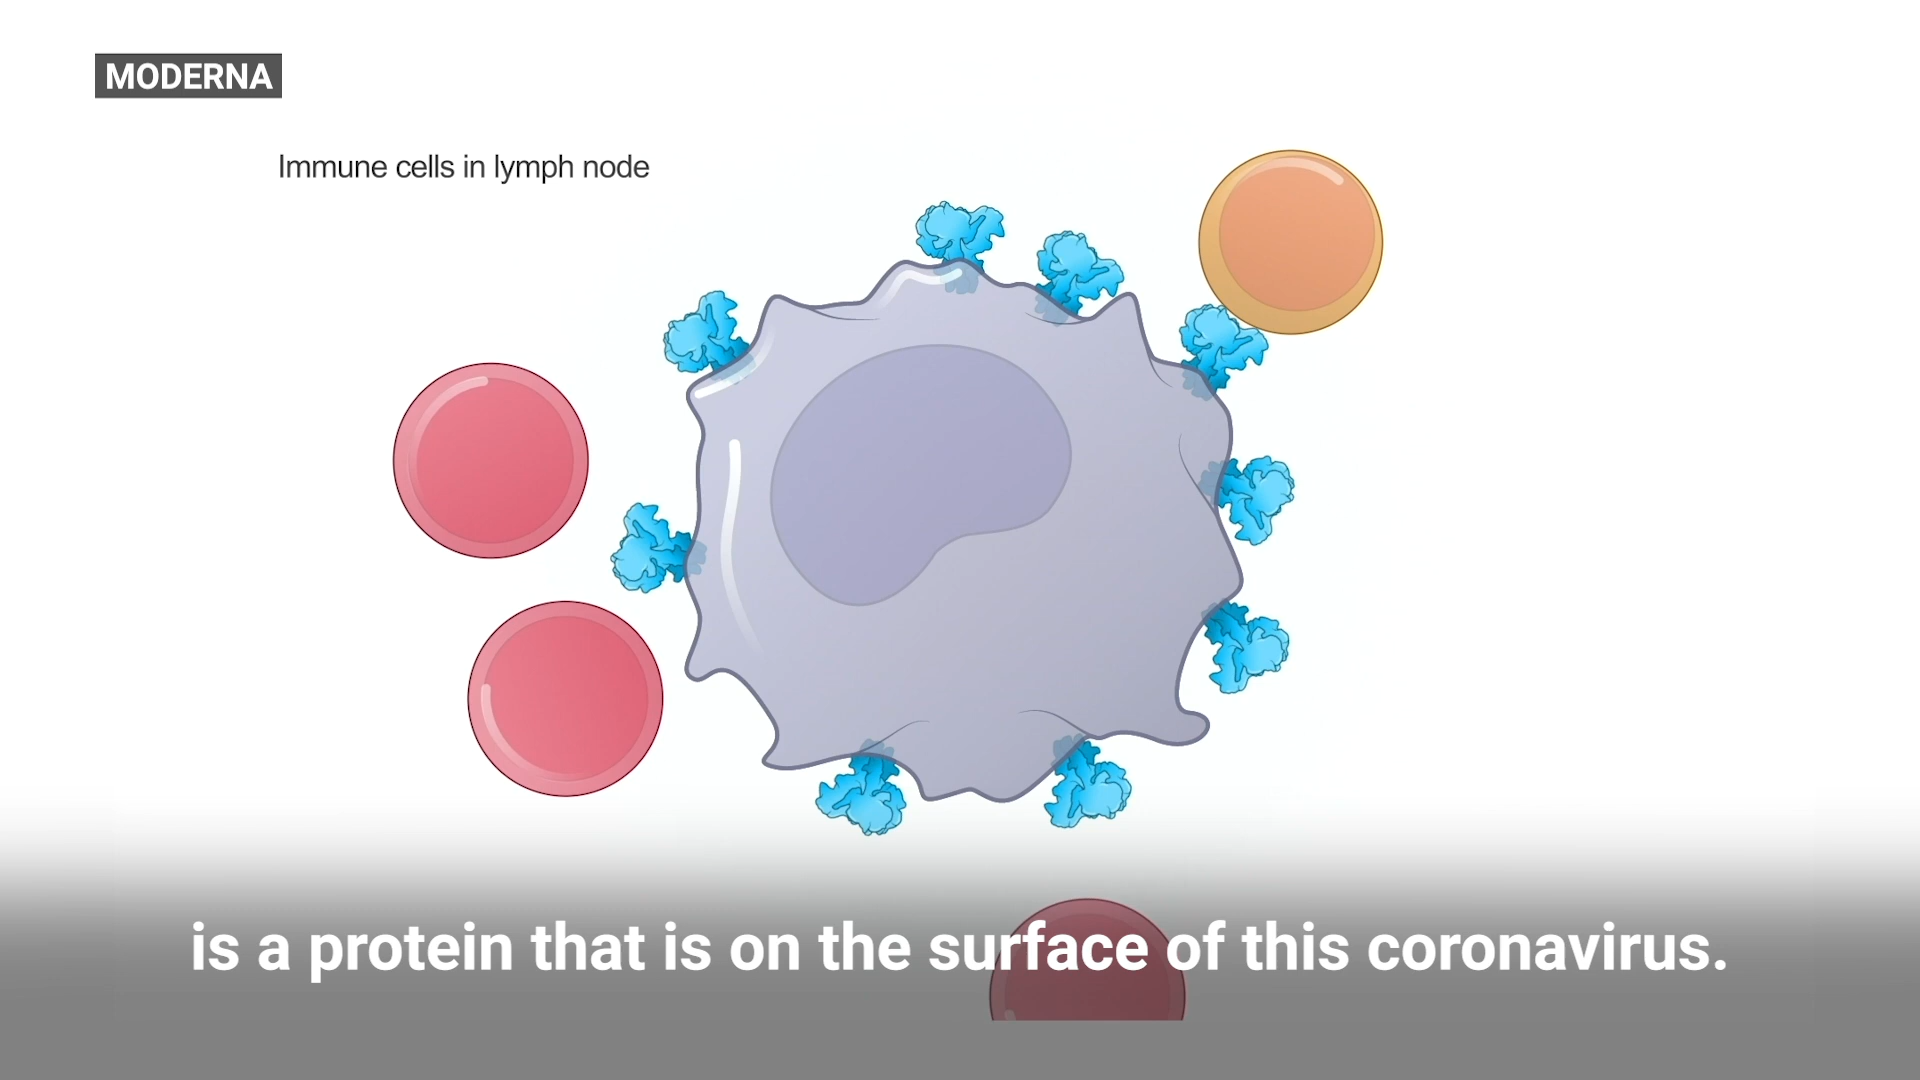 MODERNA
Immune cells in lymph node
is a protein that is on the surface of this coronavirus.